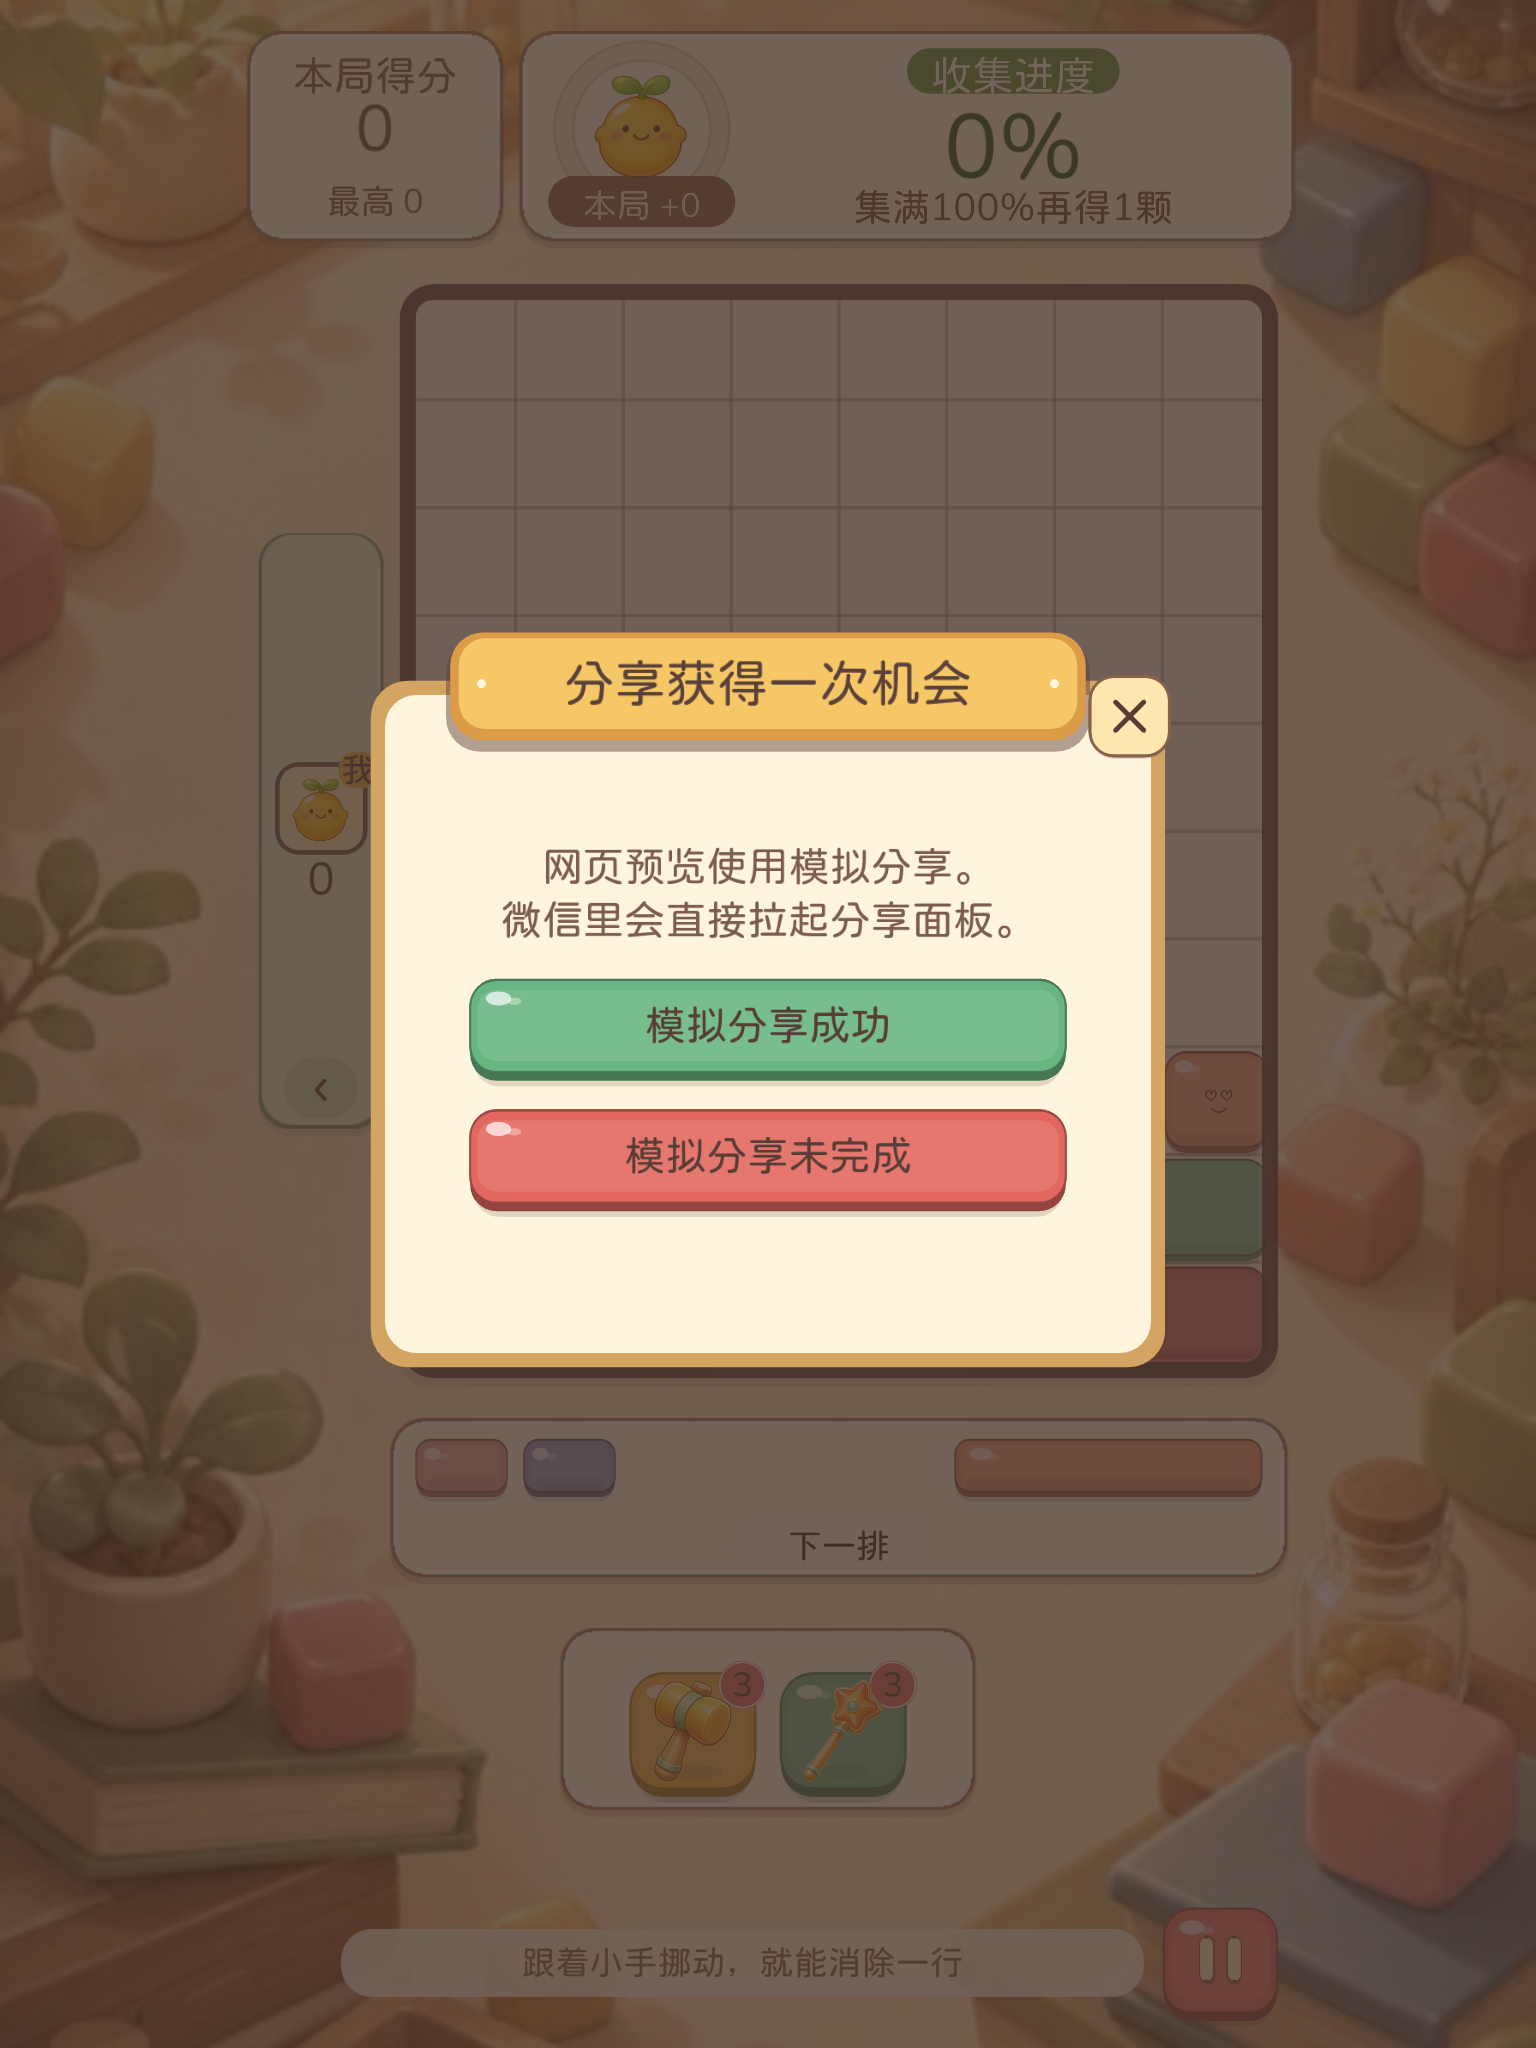 本局得分
0
最高 0
本局 +0
收集进度
0%
集满100%再得1颗
我
0
分享获得一次机会
网页预览使用模拟分享。
微信里会直接拉起分享面板。
模拟分享成功
模拟分享未完成
下一排
3
3
跟着小手挪动，就能消除一行